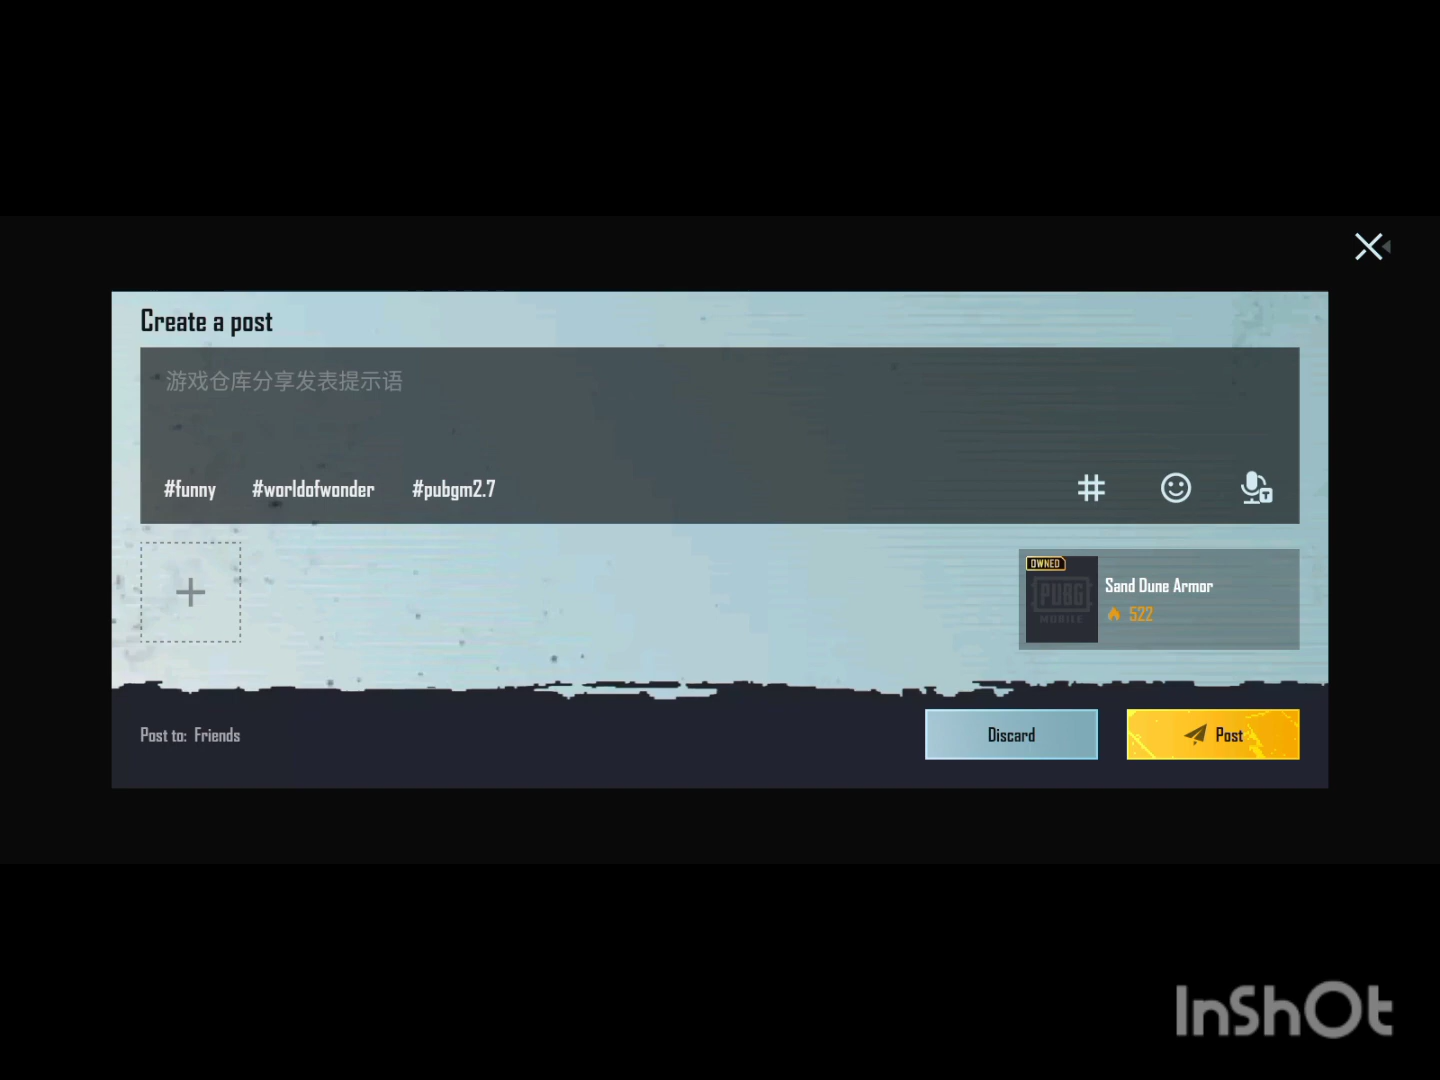 Create a post
游戏仓库分享发表提示语
#funny #worldofwonder #pubgm2.7
OWNED
PUBG
MOBILE
Sand Dune Armor
522
Post to: Friends
Discard
Post
InShOt